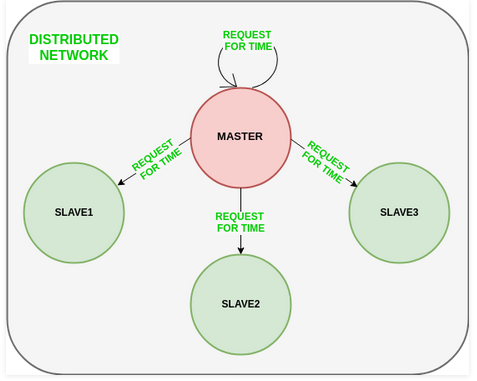 DISTRIBUTED
NETWORK
REQUEST
FOR TIME
MASTER
REQUEST
FOR TIME
REQUEST
FOR TIME
REQUEST
FOR TIME
SLAVE1
SLAVE3
SLAVE2